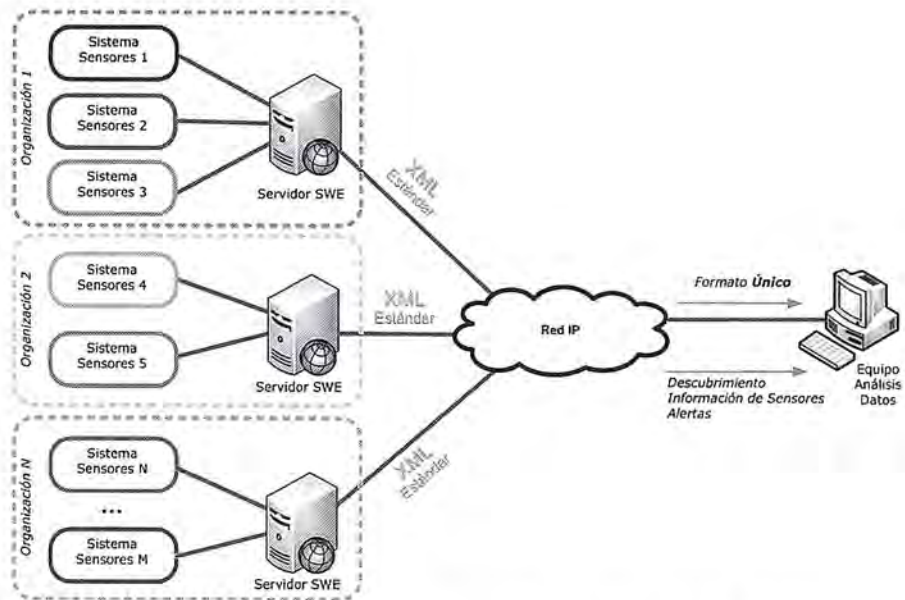 Organización 1
Sistema
Sensores 1
Sistema
Sensores 2
Sistema
Sensores 3
Servidor SWE
XML
Estándar
Organización 2
Sistema
Sensores 4
Sistema
Sensores 5
Servidor SWE
XML
Estándar
Organización N
Sistema
Sensores N
...
Sistema
Sensores M
Servidor SWE
XML
Estándar
Red IP
Formato Único
Descubrimiento
Información de Sensores
Alertas
Equipo
Análisis
Datos